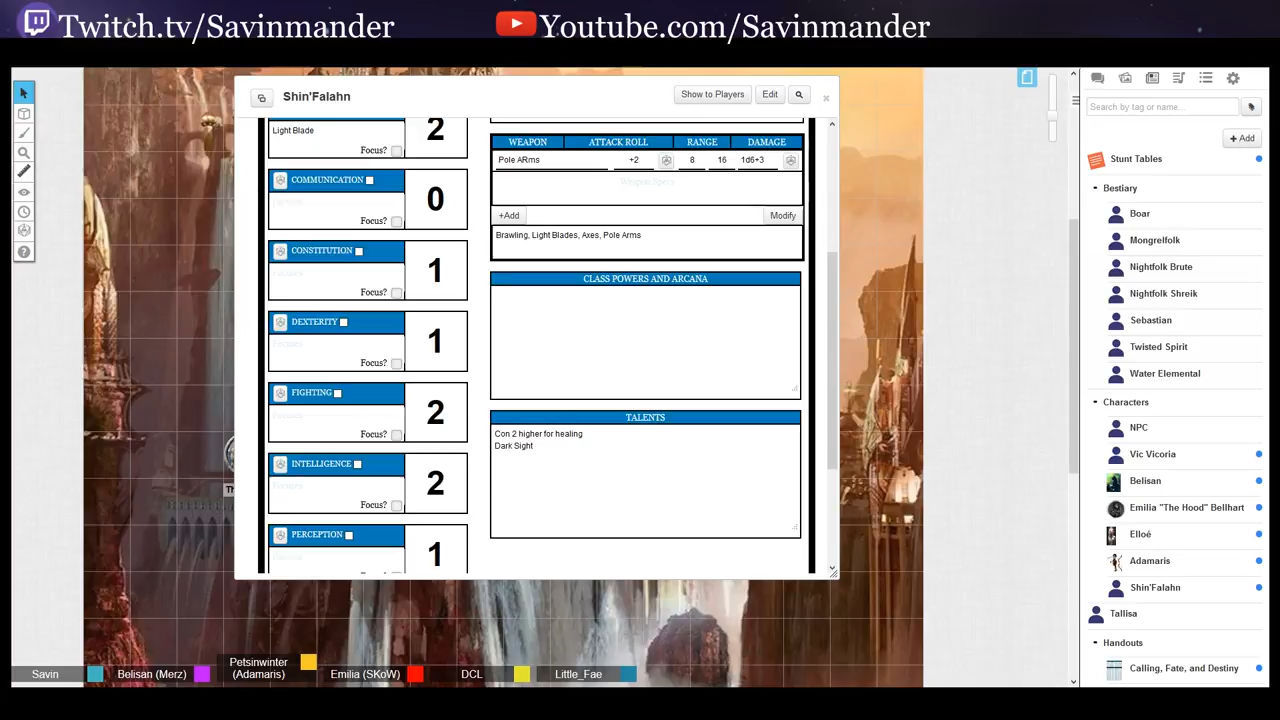 Twitch.tv/Savinmander
Youtube.com/Savinmander
Shin'Falahn
Show to Players
Edit
Light Blade
2
Focus?
COMMUNICATION
0
Focus?
CONSTITUTION
1
Focus?
DEXTERITY
Focuses
1
Focus?
FIGHTING
Focuses
2
Focus?
INTELLIGENCE
Focuses
2
Focus?
PERCEPTION
1
WEAPON ATTACK ROLL RANGE DAMAGE
Pole ARms +2 8 16 1d6+3
Weapon Specs
+Add
Modify
Brawling, Light Blades, Axes, Pole Arms
CLASS POWERS AND ARCANA
TALENTS
Con 2 higher for healing
Dark Sight
Search by tag or name...
+ Add
Stunt Tables
Bestiary
Boar
Mongrelfolk
Nightfolk Brute
Nightfolk Shreik
Sebastian
Twisted Spirit
Water Elemental
Characters
NPC
Vic Vicoria
Belisan
Emilia "The Hood" Bellhart
Elloé
Adamaris
Shin'Falahn
Tallisa
Handouts
Calling, Fate, and Destiny
Savin
Belisan (Merz)
Petsinwinter
(Adamaris)
Emilia (SKoW)
DCL
Little_Fae